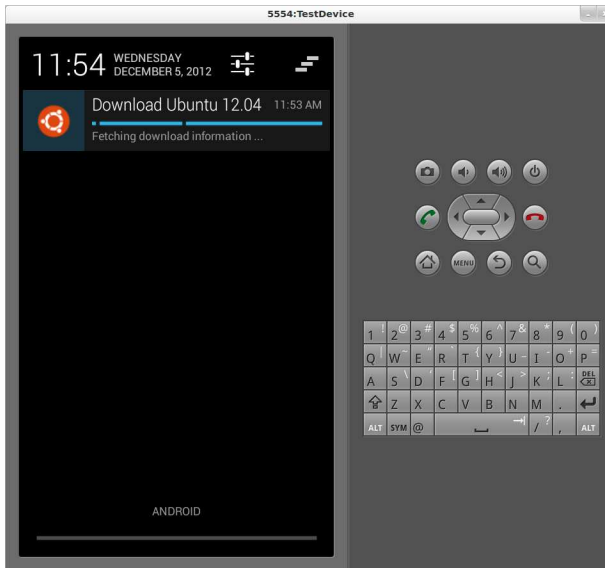 5554:TestDevice
11:54 WEDNESDAY
DECEMBER 5, 2012
Download Ubuntu 12.04 11:53 AM
Fetching download information ...
ANDROID
MENU
1 ! 2 @ 3 # 4 $ 5 % 6 ^ 7 & 8 * 9 ( 0 )
Q | W ~ E " R ` T { Y } U - I - O + P =
A S \ D ' F [ G ] H < J > K ; L : DEL
Z X C V B N M .
ALT SYM @ / ? , ALT